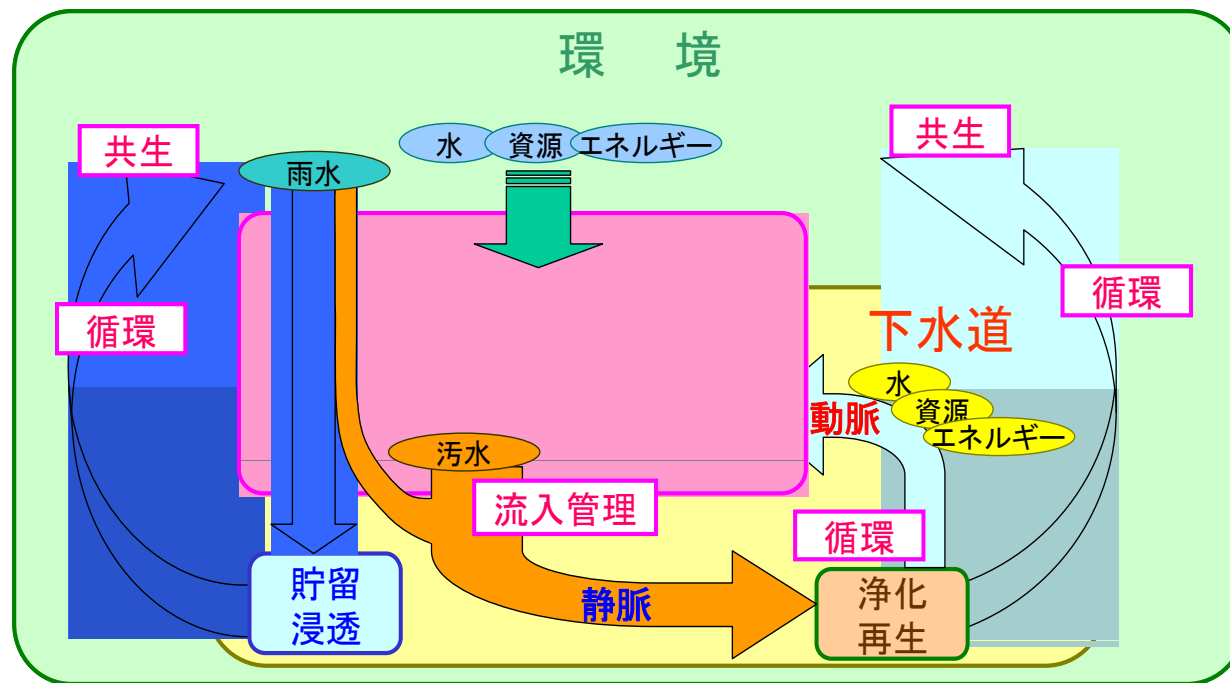 環 境
共生
雨水
水
資源
エネルギー
共生
循環
循環
下水道
水
資源
エネルギー
動脈
汚水
流入管理
循環
貯留
浸透
静脈
浄化
再生